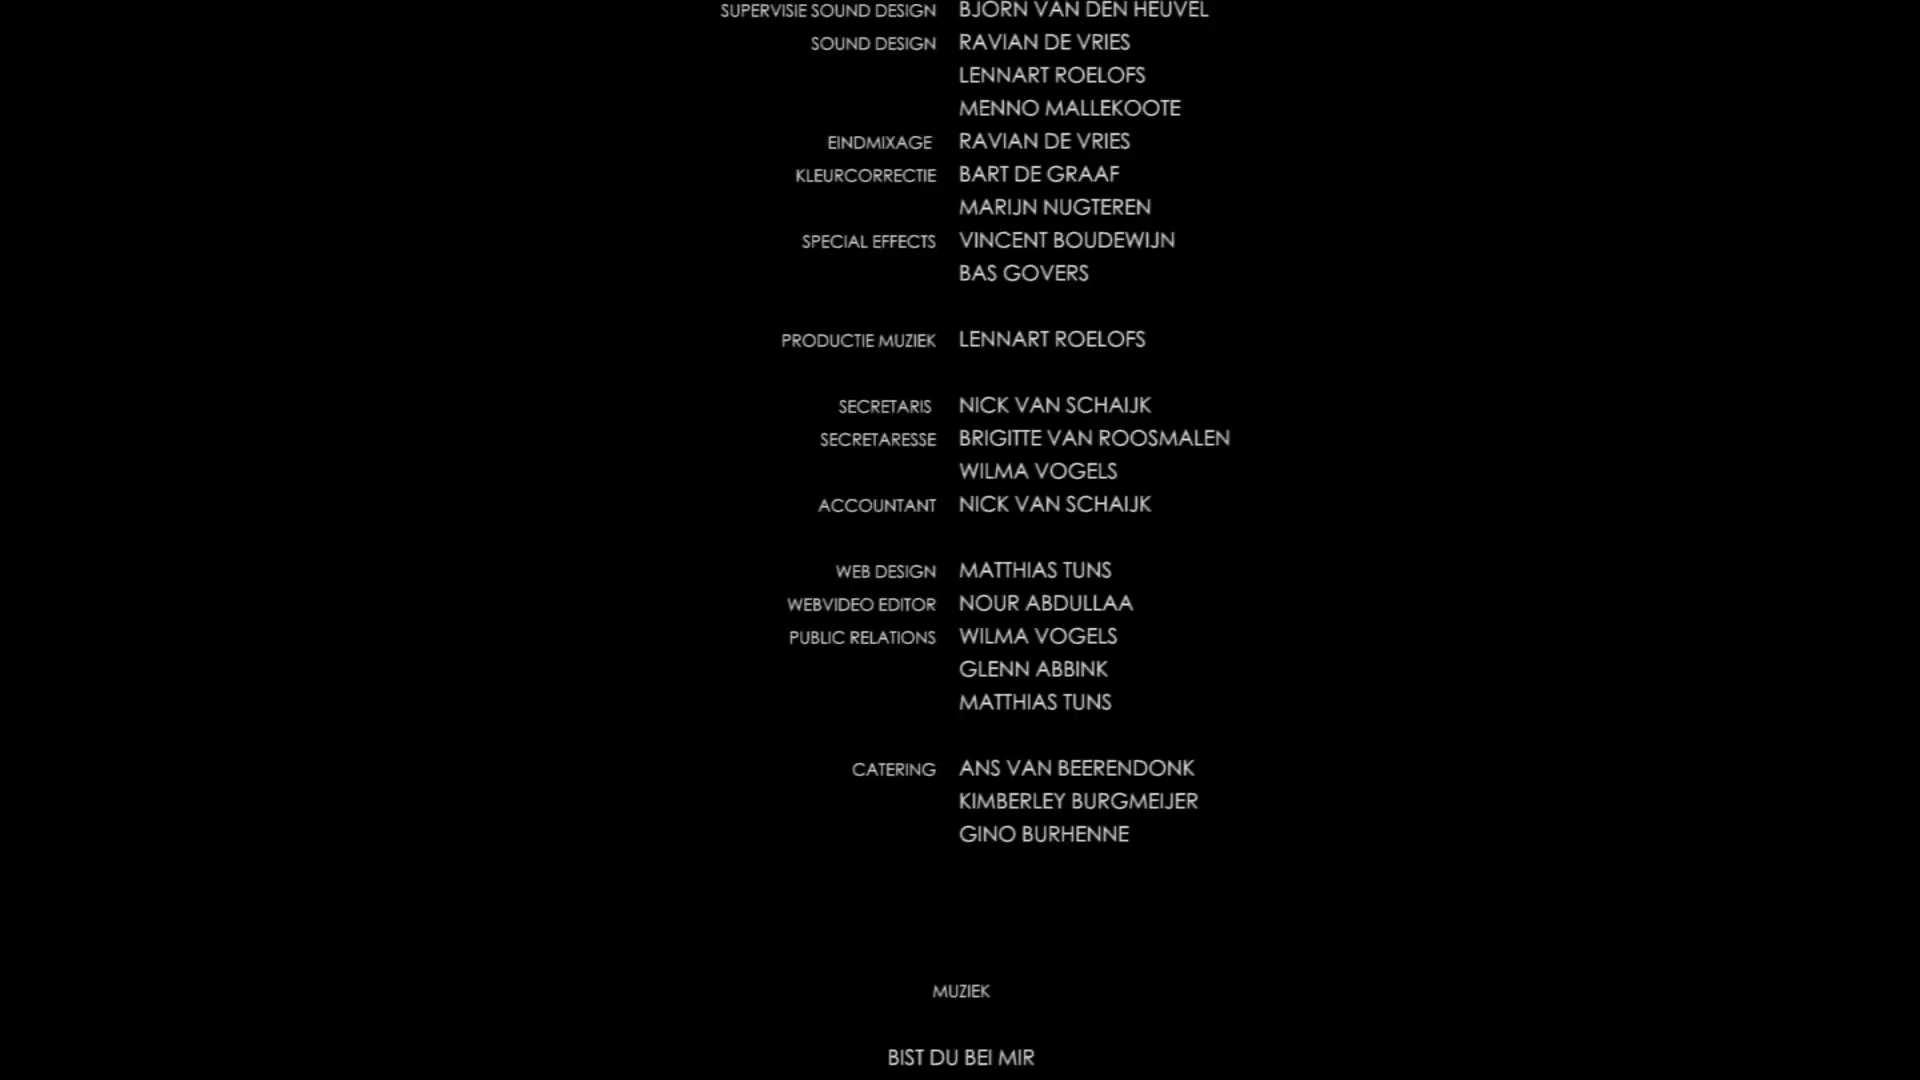 SUPERVISIE SOUND DESIGN BJORN VAN DEN HEUVEL
SOUND DESIGN RAVIAN DE VRIES
LENNART ROELOFS
MENNO MALLEKOOTE
EINDMIXAGE RAVIAN DE VRIES
KLEURCORRECTIE BART DE GRAAF
MARIJN NUGTEREN
SPECIAL EFFECTS VINCENT BOUDEWIJN
BAS GOVERS
PRODUCTIE MUZIEK LENNART ROELOFS
SECRETARIS NICK VAN SCHAIJK
SECRETARESSE BRIGITTE VAN ROOSMALEN
WILMA VOGELS
ACCOUNTANT NICK VAN SCHAIJK
WEB DESIGN MATTHIAS TUNS
WEBVIDEO EDITOR NOUR ABDULLAA
PUBLIC RELATIONS WILMA VOGELS
GLENN ABBINK
MATTHIAS TUNS
CATERING ANS VAN BEERENDONK
KIMBERLEY BURGMEIJER
GINO BURHENNE
MUZIEK
BIST DU BEI MIR